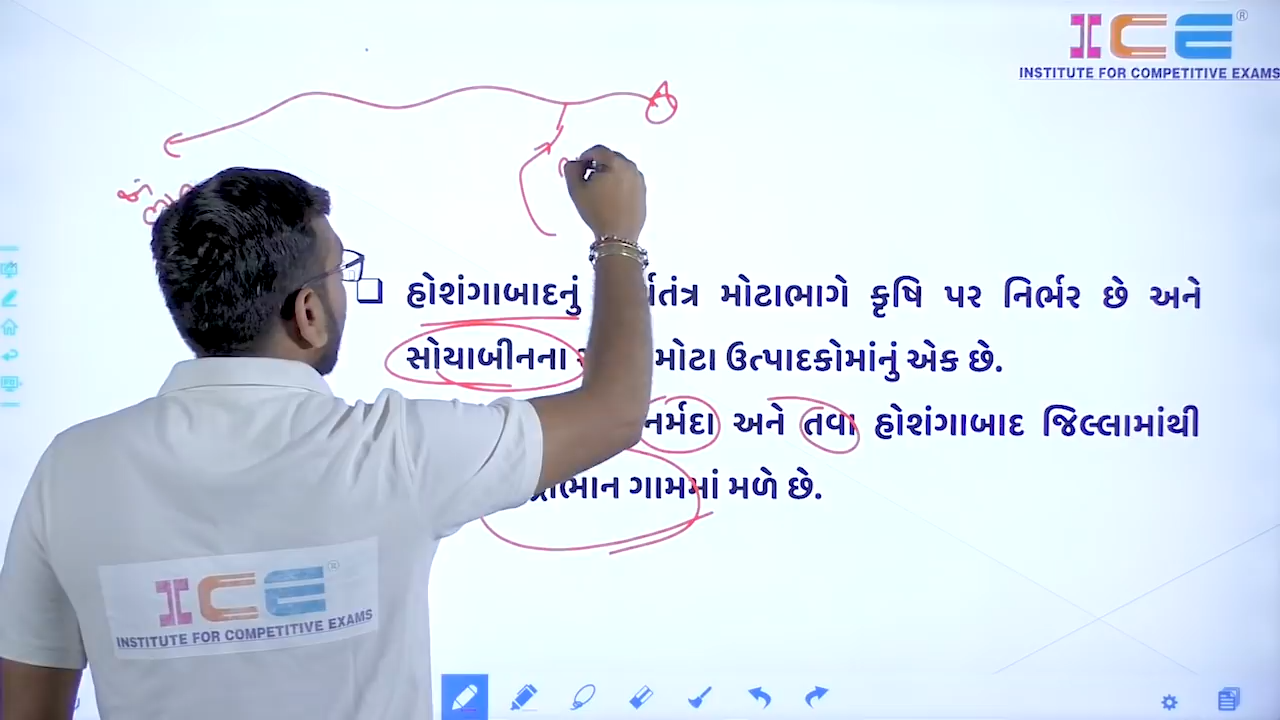 ICE
INSTITUTE FOR COMPETITIVE EXAMS
હોશંગાબાદનું મોટાભાગે કૃષિ પર નિર્ભર છે અને
સોયાબીનના મોટા ઉત્પાદકોમાંનું એક છે.
નર્મદા અને તવા હોશંગાબાદ જિલ્લામાંથી
ગામમાં મળે છે.
ICE
INSTITUTE FOR COMPETITIVE EXAMS